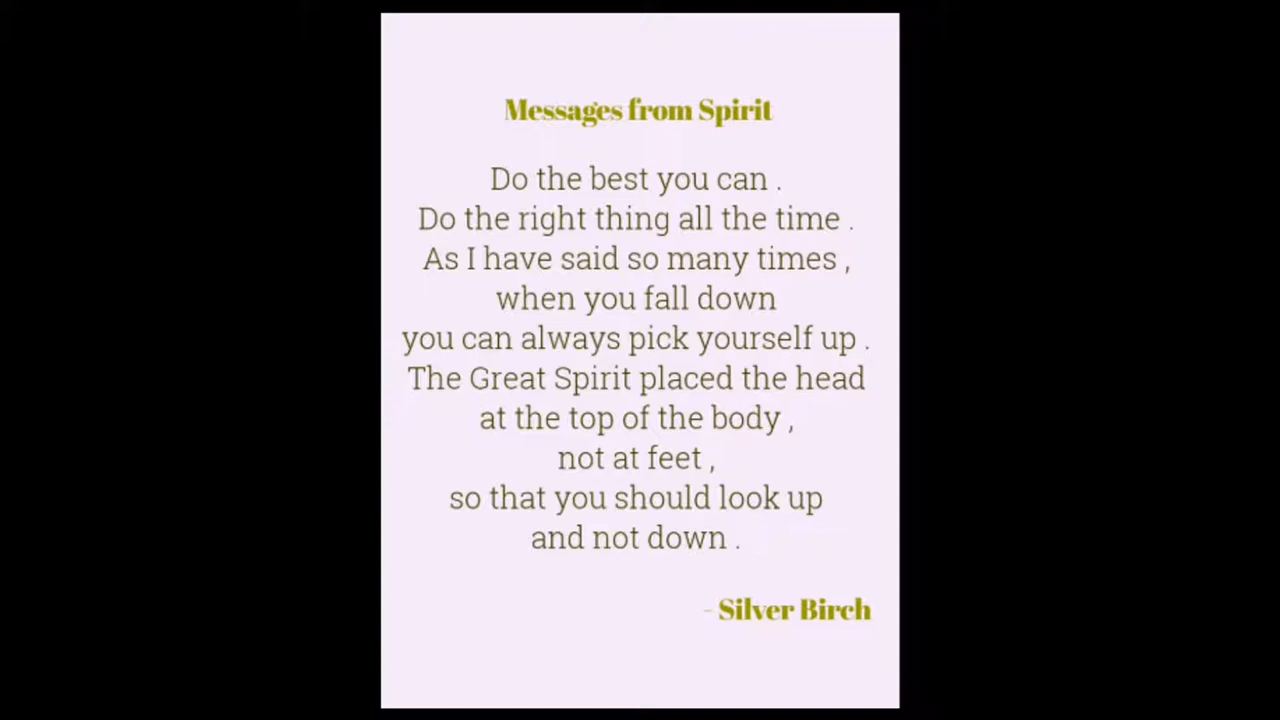 Messages from Spirit
Do the best you can .
Do the right thing all the time .
As I have said so many times ,
when you fall down
you can always pick yourself up .
The Great Spirit placed the head
at the top of the body ,
not at feet ,
so that you should look up
and not down .
- Silver Birch